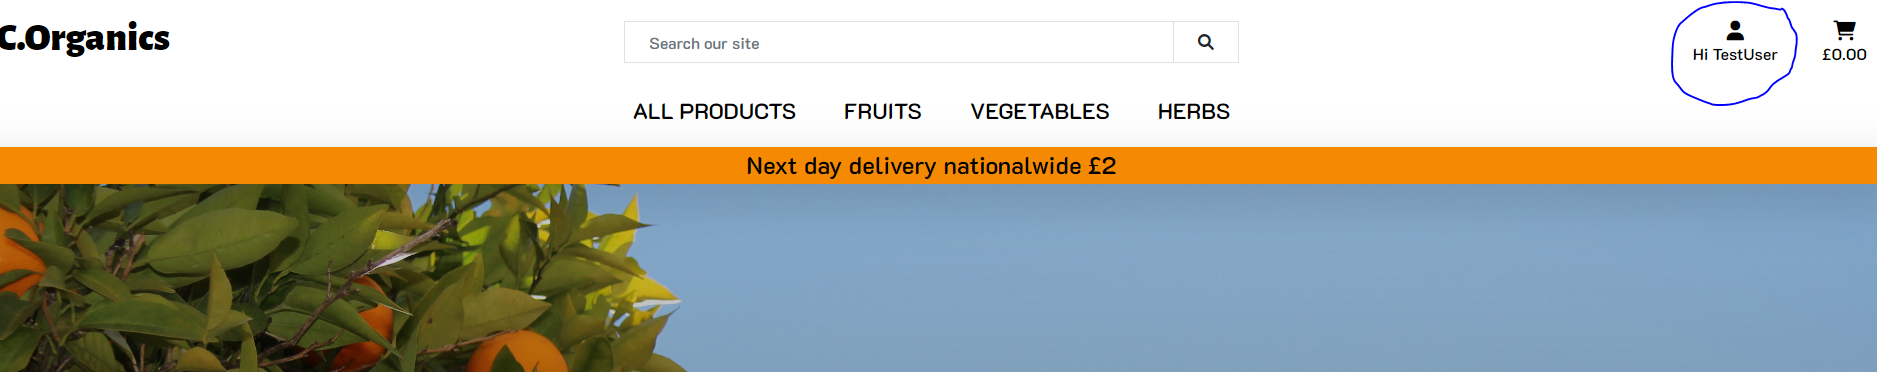 C.Organics
Search our site
Hi TestUser
£0.00
ALL PRODUCTS FRUITS VEGETABLES HERBS
Next day delivery nationalwide £2